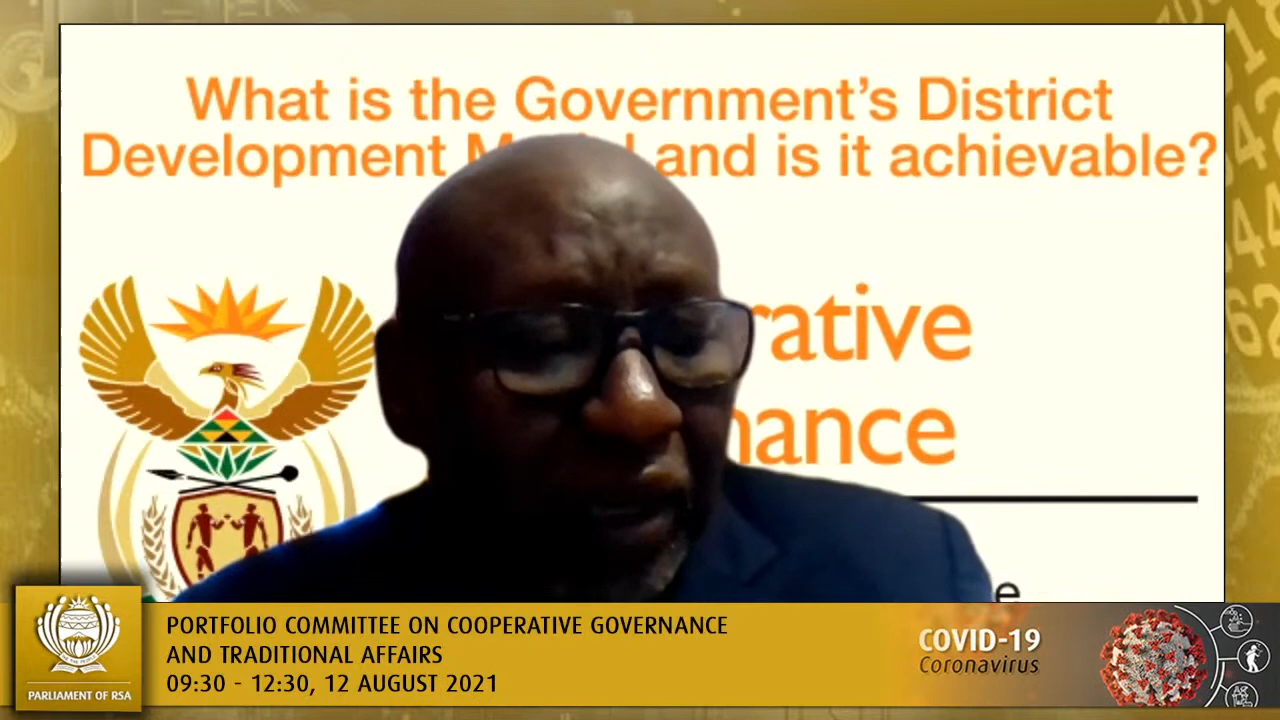 What is the Government's District
Development and is it achievable?
rative
nance
e
PORTFOLIO COMMITTEE ON COOPERATIVE GOVERNANCE
AND TRADITIONAL AFFAIRS
09:30 - 12:30, 12 AUGUST 2021
PARLIAMENT OF RSA
COVID-19
Coronavirus